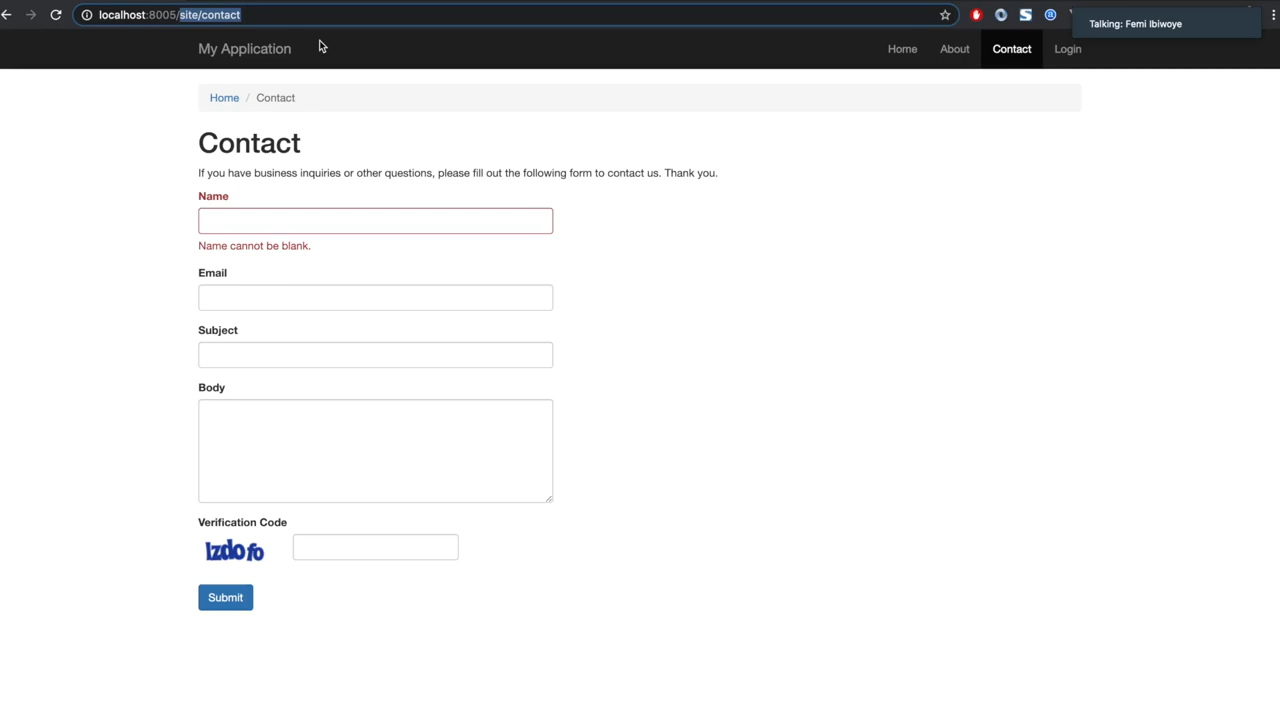 localhost:8005/site/contact
Talking: Femi Ibiwoye
My Application
Home About Contact Login
Home / Contact
Contact
If you have business inquiries or other questions, please fill out the following form to contact us. Thank you.
Name
Name cannot be blank.
Email
Subject
Body
Verification Code
lzdofo
Submit